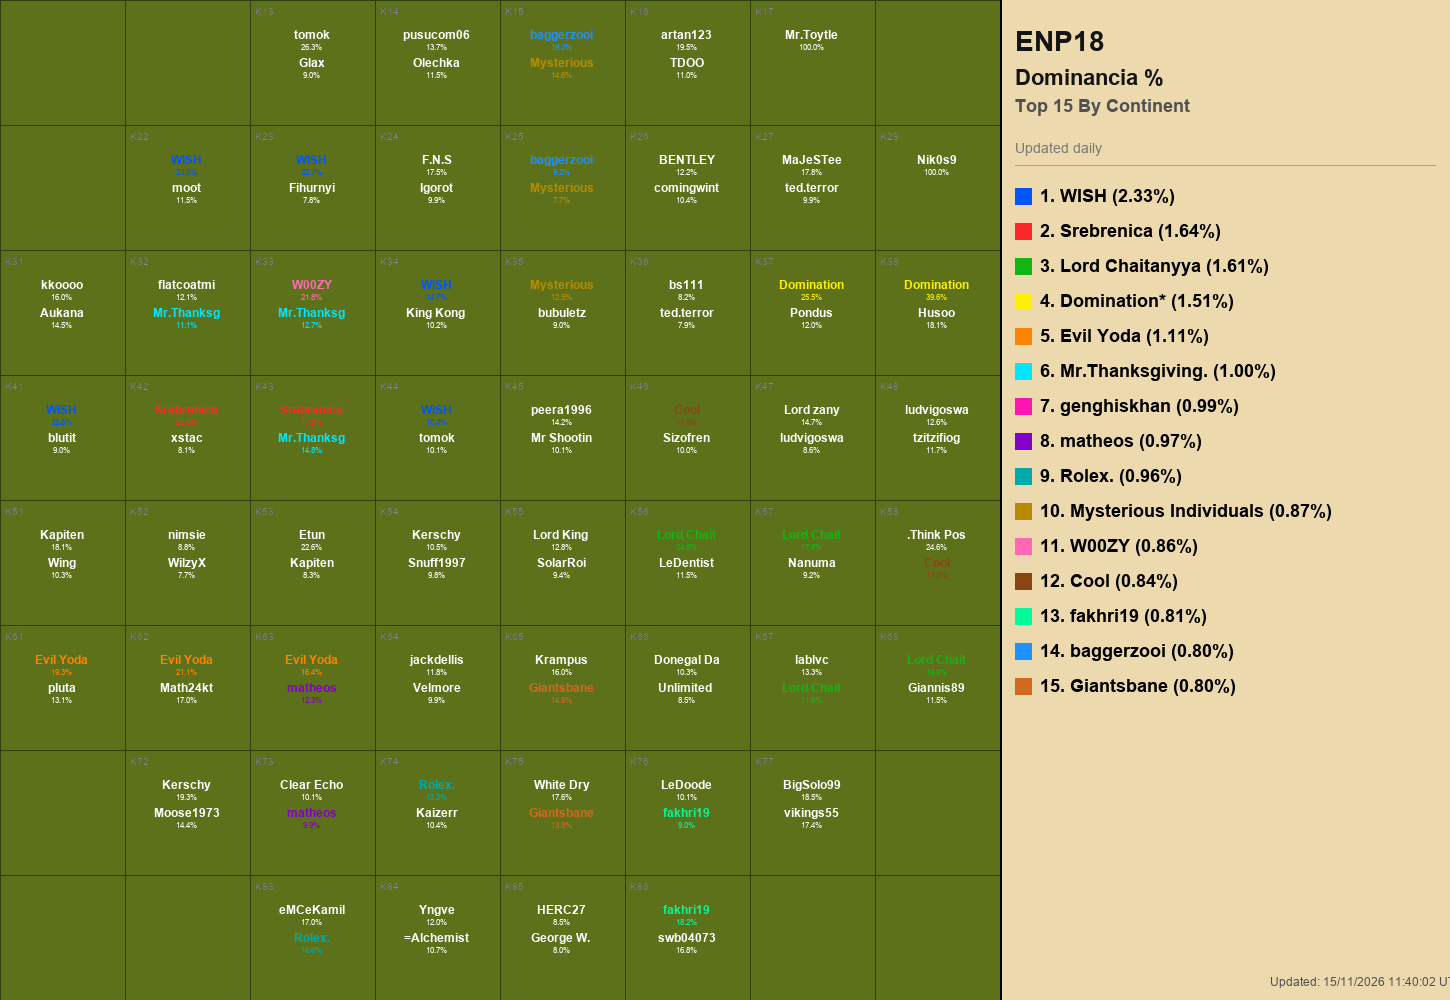 K13 K14 K15 K16 K17
tomok pusucom06 baggerzooi artan123 Mr.Toytle
26.3% 13.7% 19.3% 19.5% 100.0%
Glax Olechka Mysterious TDOO
9.0% 11.5% 14.6% 11.0%
K22 K23 K24 K25 K26 K27 K28
WISH WISH F.N.S baggerzooi BENTLEY MaJeSTee Nik0s9
17.5% 12.2% 17.8% 100.0%
moot Fihurnyi Igorot Mysterious comingwint ted.terror
11.5% 7.8% 9.9% 7.7% 10.4% 9.9%
K31 K32 K33 K34 K35 K36 K37 K38
kkoooo flatcoatmi W00ZY WISH Mysterious bs111 Domination Domination
16.0% 12.1% 21.8% 12.5% 8.2% 25.5% 39.6%
Aukana Mr.Thanksg Mr.Thanksg King Kong bubuletz ted.terror Pondus Husoo
14.5% 11.1% 12.7% 10.2% 9.0% 7.9% 12.0% 18.1%
K41 K42 K43 K44 K45 K46 K47 K48
WISH Srebrenica Srebrenica WISH peera1996 Cool Lord zany ludvigoswa
14.2% 14.7% 12.6%
blutit xstac Mr.Thanksg tomok Mr Shootin Sizofren ludvigoswa tzitzifiog
9.0% 8.1% 14.8% 10.1% 10.1% 10.0% 8.6% 11.7%
K51 K52 K53 K54 K55 K56 K57 K58
Kapiten nimsie Etun Kerschy Lord King Lord Chait Lord Chait .Think Pos
18.1% 8.8% 22.6% 10.5% 12.8% 24.6%
Wing WilzyX Kapiten Snuff1997 SolarRoi LeDentist Nanuma Cool
10.3% 7.7% 8.3% 9.8% 9.4% 11.5% 9.2%
K61 K62 K63 K64 K65 K66 K67 K68
Evil Yoda Evil Yoda Evil Yoda jackdellis Krampus Donegal Da lablvc Lord Chait
19.3% 21.1% 16.4% 11.8% 16.0% 10.3% 13.3%
pluta Math24kt matheos Velmore Giantsbane Unlimited Lord Chait Giannis89
13.1% 17.0% 12.3% 9.9% 14.9% 8.5% 11.5%
K72 K73 K74 K75 K76 K77
Kerschy Clear Echo Rolex. White Dry LeDoode BigSolo99
19.3% 10.1% 17.6% 10.1% 18.5%
Moose1973 matheos Kaizerr Giantsbane fakhri19 vikings55
14.4% 9.9% 10.4% 13.9% 9.0% 17.4%
K83 K84 K85 K86
eMCeKamil Yngve HERC27 fakhri19
17.0% 12.0% 8.5% 18.2%
Rolex. =Alchemist George W. swb04073
10.7% 8.0% 16.8%
ENP18
Dominancia %
Top 15 By Continent
Updated daily
1. WISH (2.33%)
2. Srebrenica (1.64%)
3. Lord Chaitanyya (1.61%)
4. Domination* (1.51%)
5. Evil Yoda (1.11%)
6. Mr.Thanksgiving. (1.00%)
7. genghiskhan (0.99%)
8. matheos (0.97%)
9. Rolex. (0.96%)
10. Mysterious Individuals (0.87%)
11. W00ZY (0.86%)
12. Cool (0.84%)
13. fakhri19 (0.81%)
14. baggerzooi (0.80%)
15. Giantsbane (0.80%)
Updated: 15/11/2026 11:40:02